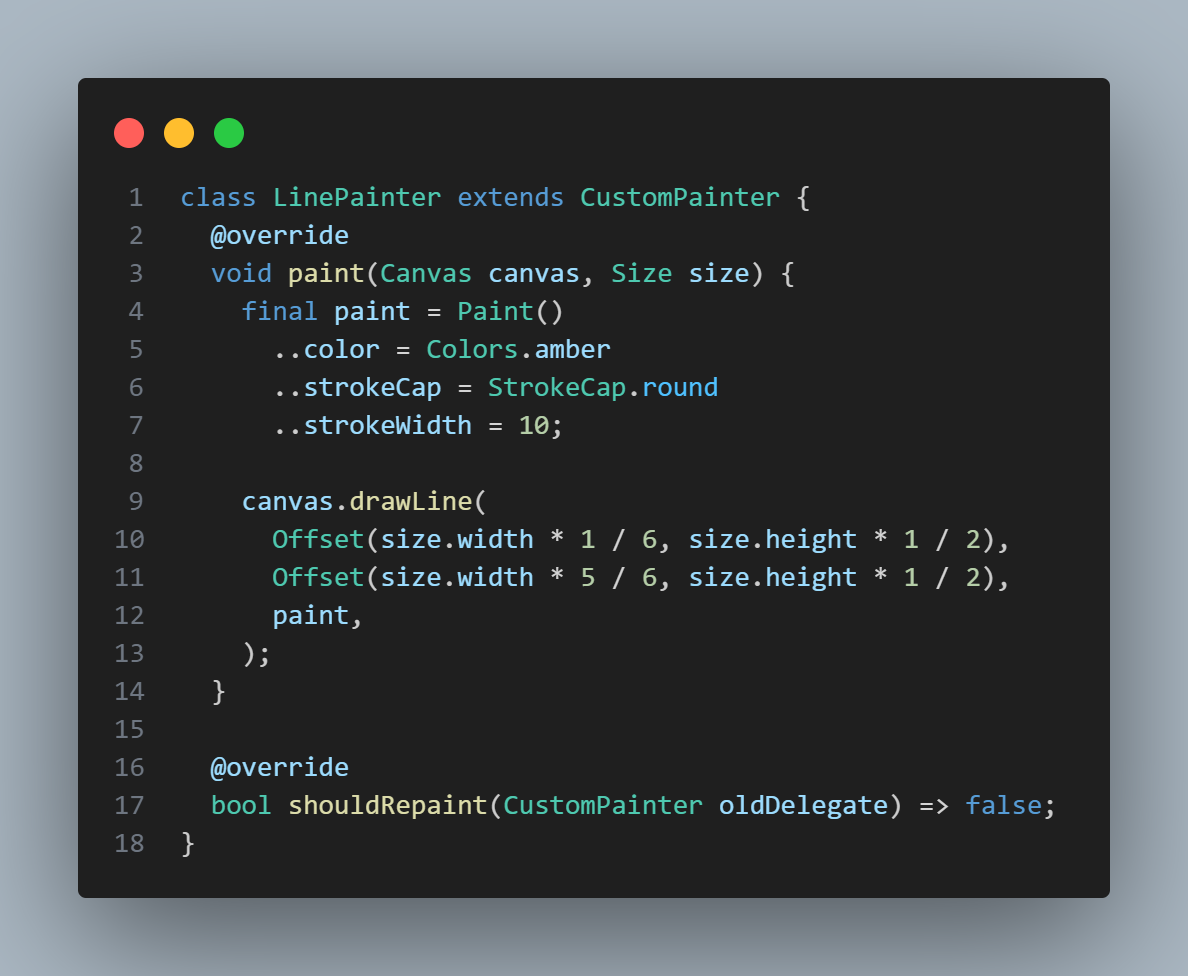 1 class LinePainter extends CustomPainter {
2   @override
3   void paint(Canvas canvas, Size size) {
4     final paint = Paint()
5       ..color = Colors.amber
6       ..strokeCap = StrokeCap.round
7       ..strokeWidth = 10;
8
9     canvas.drawLine(
10       Offset(size.width * 1 / 6, size.height * 1 / 2),
11       Offset(size.width * 5 / 6, size.height * 1 / 2),
12       paint,
13     );
14   }
15
16   @override
17   bool shouldRepaint(CustomPainter oldDelegate) => false;
18 }